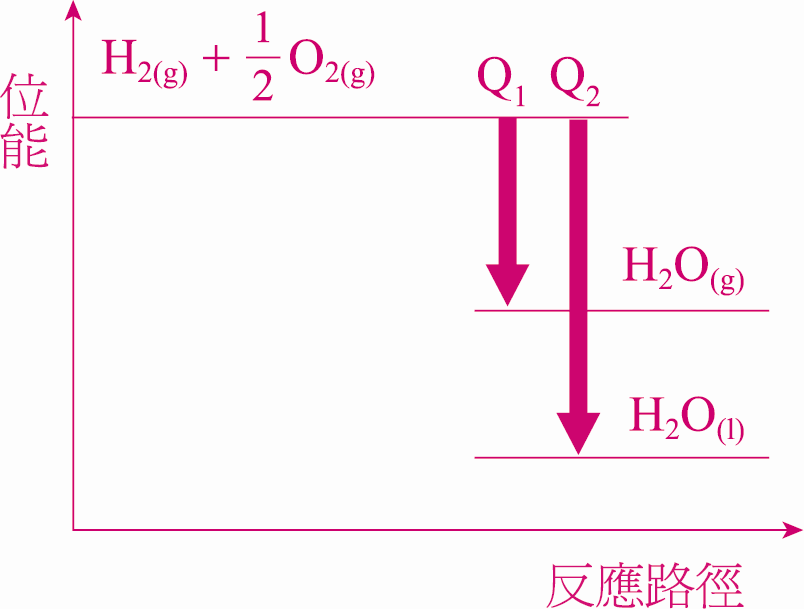 位能
H₂(g) + 1/2 O₂(g)
Q₁ Q₂
H₂O(g)
H₂O(l)
反應路徑